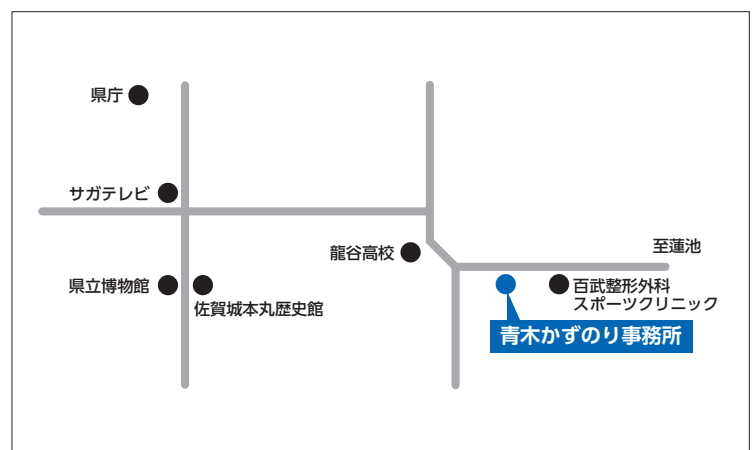 県庁
サガテレビ
龍谷高校
至蓮池
県立博物館
佐賀城本丸歴史館
百武整形外科
スポーツクリニック
青木かずのり事務所